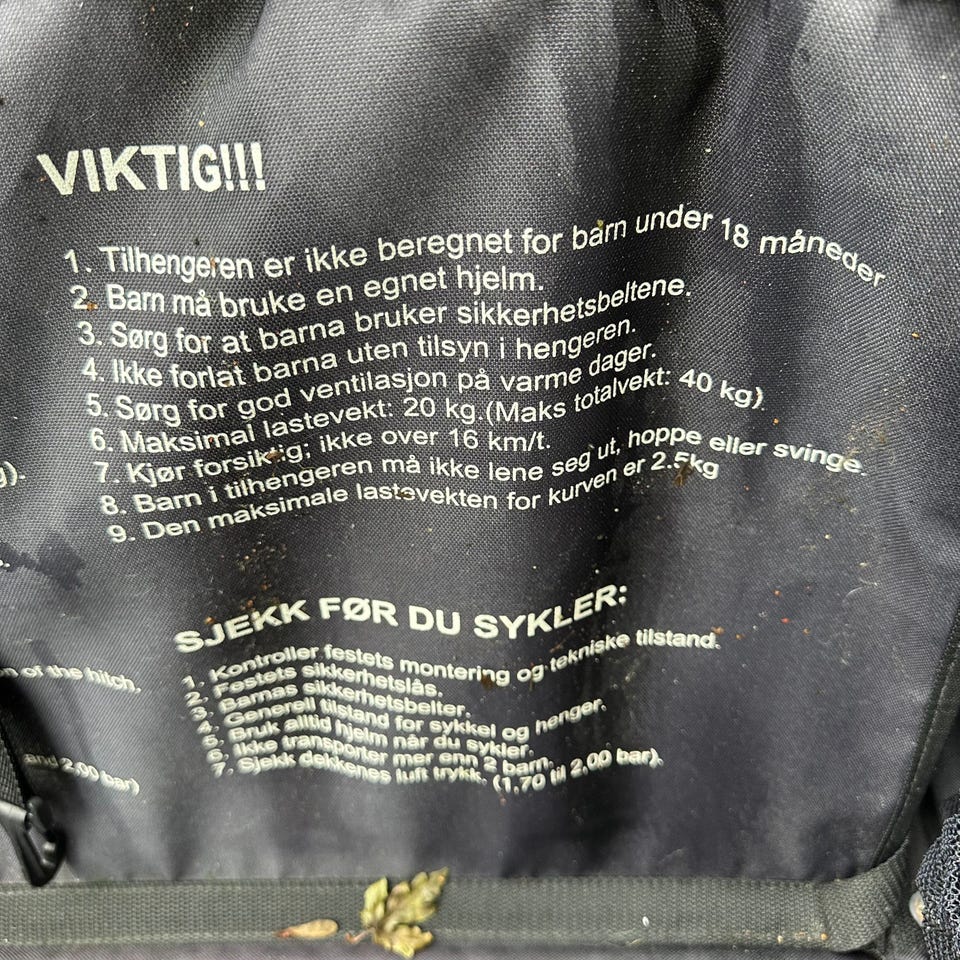 VIKTIG!!!
1. Tilhengeren er ikke beregnet for barn under 18 måneder
2. Barn må bruke en egnet hjelm.
3. Sørg for at barna bruker sikkerhetsbeltene.
4. Ikke forlat barna uten tilsyn i hengeren.
5. Sørg for god ventilasjon på varme dager.
6. Maksimal lastevekt: 20 kg.(Maks totalvekt: 40 kg).
7. Kjør forsiktig; ikke over 16 km/t.
8. Barn i tilhengeren må ikke lene seg ut, hoppe eller svinge.
9. Den maksimale lastevekten for kurven er 2.5kg
g).
SJEKK FØR DU SYKLER:
1. Kontroller festets montering og tekniske tilstand.
2. Festets sikkerhetslås.
3. Barnas sikkerhetsbelter.
4. Generell tilstand for sykkel og henger.
5. Bruk alltid hjelm når du sykler.
6. Ikke transporter mer enn 2 barn.
7. Sjekk dekkenes luft trykk. (1,70 til 2,00 bar).
of the hitch,
and 2,00 bar)